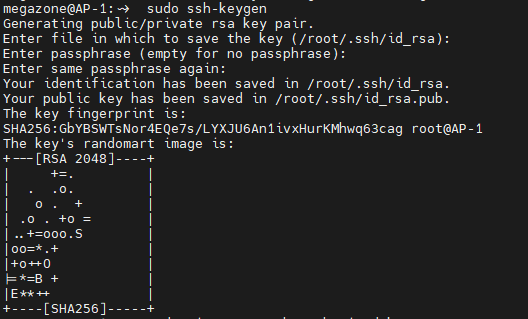 megazone@AP-1:~> sudo ssh-keygen
Generating public/private rsa key pair.
Enter file in which to save the key (/root/.ssh/id_rsa):
Enter passphrase (empty for no passphrase):
Enter same passphrase again:
Your identification has been saved in /root/.ssh/id_rsa.
Your public key has been saved in /root/.ssh/id_rsa.pub.
The key fingerprint is:
SHA256:GbYBSWTsNor4EQe7s/LYXJU6An1ivxHurKMhwq63cag root@AP-1
The key's randomart image is:
+---[RSA 2048]----+
|     +=.         |
|  .  .o.         |
|   o .  +        |
| .o . +o =       |
|..+=ooo.S        |
|oo=*.+           |
|+o++O            |
|=*=B +           |
|E**++            |
+----[SHA256]-----+